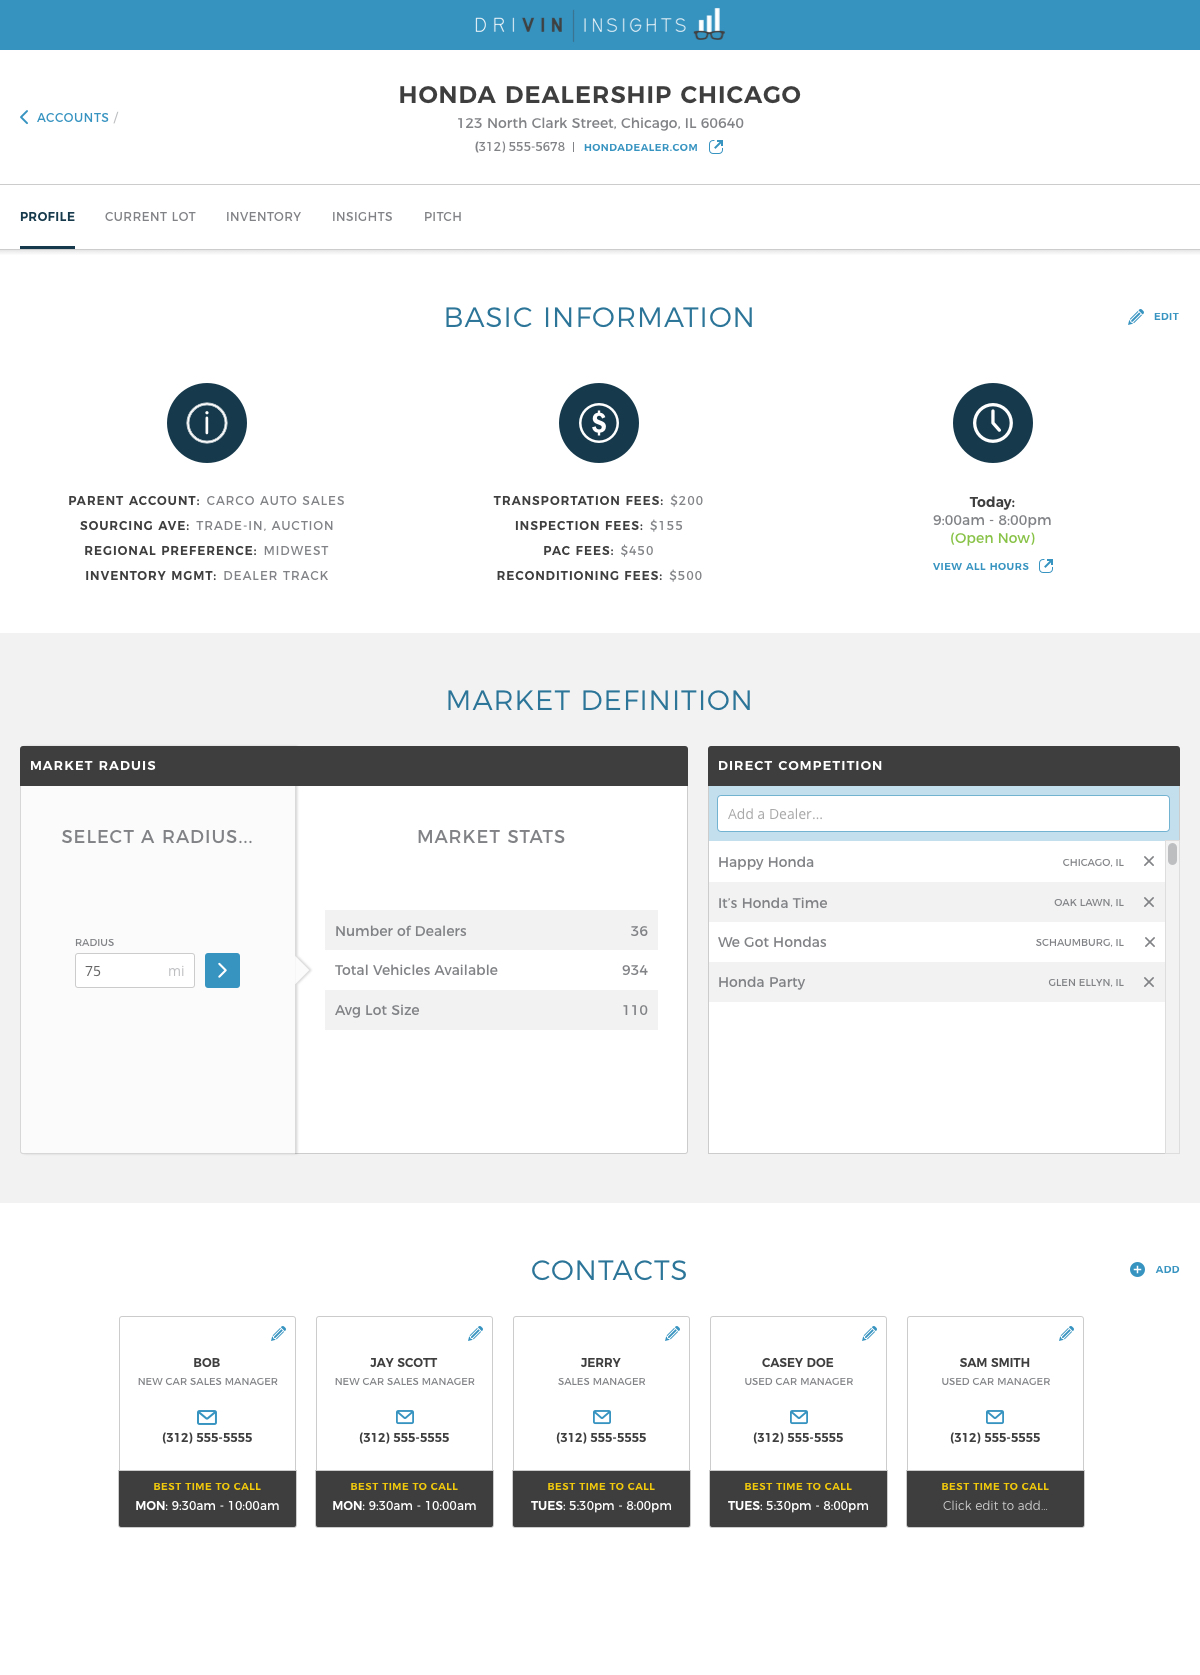 DRIVIN | INSIGHTS
HONDA DEALERSHIP CHICAGO
ACCOUNTS /
123 North Clark Street, Chicago, IL 60640
(312) 555-5678 | HONDADEALER.COM
PROFILE CURRENT LOT INVENTORY INSIGHTS PITCH
BASIC INFORMATION
EDIT
PARENT ACCOUNT: CARCO AUTO SALES
SOURCING AVE: TRADE-IN, AUCTION
REGIONAL PREFERENCE: MIDWEST
INVENTORY MGMT: DEALER TRACK
TRANSPORTATION FEES: $200
INSPECTION FEES: $155
PAC FEES: $450
RECONDITIONING FEES: $500
Today:
9:00am - 8:00pm
(Open Now)
VIEW ALL HOURS
MARKET DEFINITION
MARKET RADUIS
SELECT A RADIUS...
RADIUS
75 mi
MARKET STATS
Number of Dealers 36
Total Vehicles Available 934
Avg Lot Size 110
DIRECT COMPETITION
Add a Dealer...
Happy Honda CHICAGO, IL
It's Honda Time OAK LAWN, IL
We Got Hondas SCHAUMBURG, IL
Honda Party GLEN ELLYN, IL
CONTACTS
ADD
BOB
NEW CAR SALES MANAGER
(312) 555-5555
BEST TIME TO CALL
MON: 9:30am - 10:00am
JAY SCOTT
NEW CAR SALES MANAGER
(312) 555-5555
BEST TIME TO CALL
MON: 9:30am - 10:00am
JERRY
SALES MANAGER
(312) 555-5555
BEST TIME TO CALL
TUES: 5:30pm - 8:00pm
CASEY DOE
USED CAR MANAGER
(312) 555-5555
BEST TIME TO CALL
TUES: 5:30pm - 8:00pm
SAM SMITH
USED CAR MANAGER
(312) 555-5555
BEST TIME TO CALL
Click edit to add...